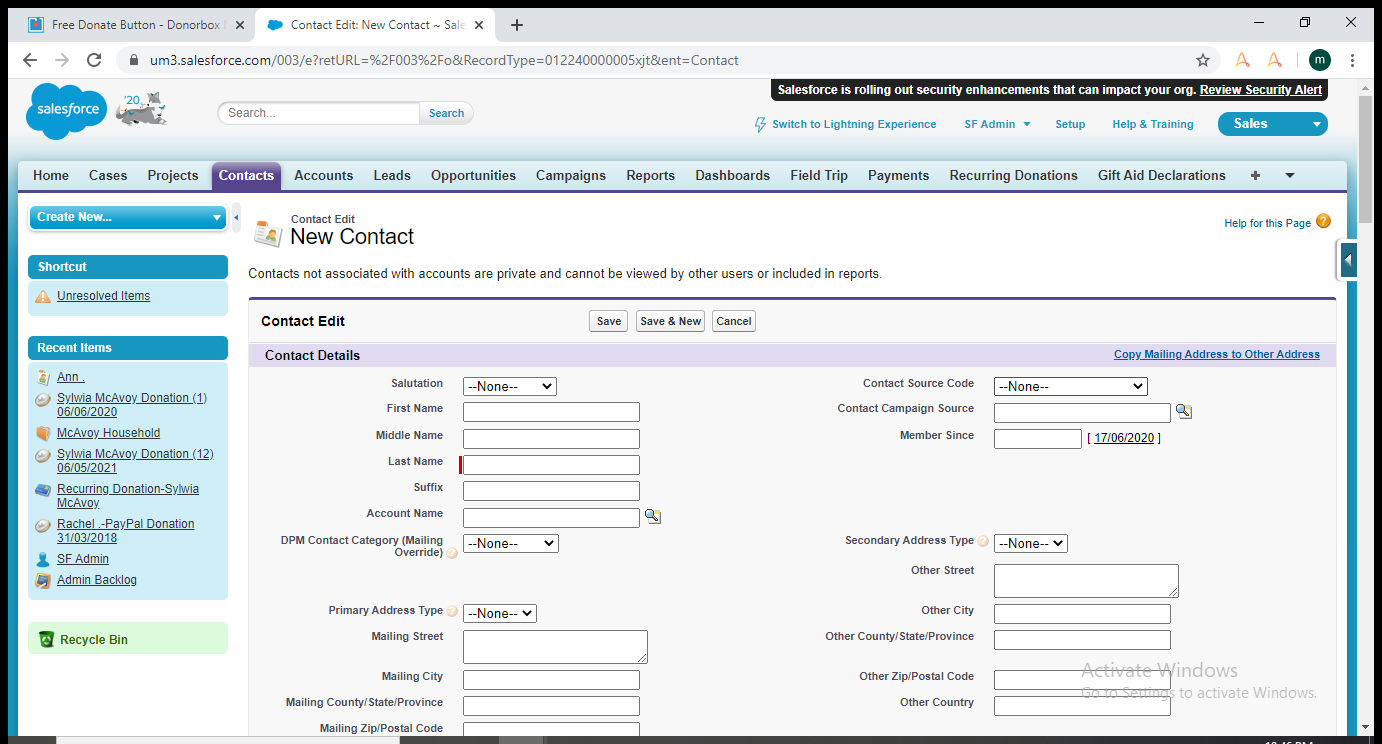 Free Donate Button - Donorbox
Contact Edit: New Contact ~ Sale
um3.salesforce.com/003/e?retURL=%2F003%2Fo&RecordType=012240000005xjt&ent=Contact
m
salesforce
'20
Search...
Search
Salesforce is rolling out security enhancements that can impact your org. Review Security Alert
Switch to Lightning Experience
SF Admin
Setup
Help & Training
Sales
Home
Cases
Projects
Contacts
Accounts
Leads
Opportunities
Campaigns
Reports
Dashboards
Field Trip
Payments
Recurring Donations
Gift Aid Declarations
+
Create New...
Shortcut
Unresolved Items
Recent Items
Ann .
Sylwia McAvoy Donation (1)
06/06/2020
McAvoy Household
Sylwia McAvoy Donation (12)
06/05/2021
Recurring Donation-Sylwia
McAvoy
Rachel .-PayPal Donation
31/03/2018
SF Admin
Admin Backlog
Recycle Bin
Contact Edit
New Contact
Help for this Page ?
Contacts not associated with accounts are private and cannot be viewed by other users or included in reports.
Contact Edit
Save
Save & New
Cancel
Contact Details
Copy Mailing Address to Other Address
Salutation
--None--
First Name
Middle Name
Last Name
Suffix
Account Name
DPM Contact Category (Mailing
Override) ?
--None--
Primary Address Type ?
--None--
Mailing Street
Mailing City
Mailing County/State/Province
Mailing Zip/Postal Code
Contact Source Code
--None--
Contact Campaign Source
Member Since
[ 17/06/2020 ]
Secondary Address Type ?
--None--
Other Street
Other City
Other County/State/Province
Other Zip/Postal Code
Other Country
Activate Windows
Go to Settings to activate Windows.